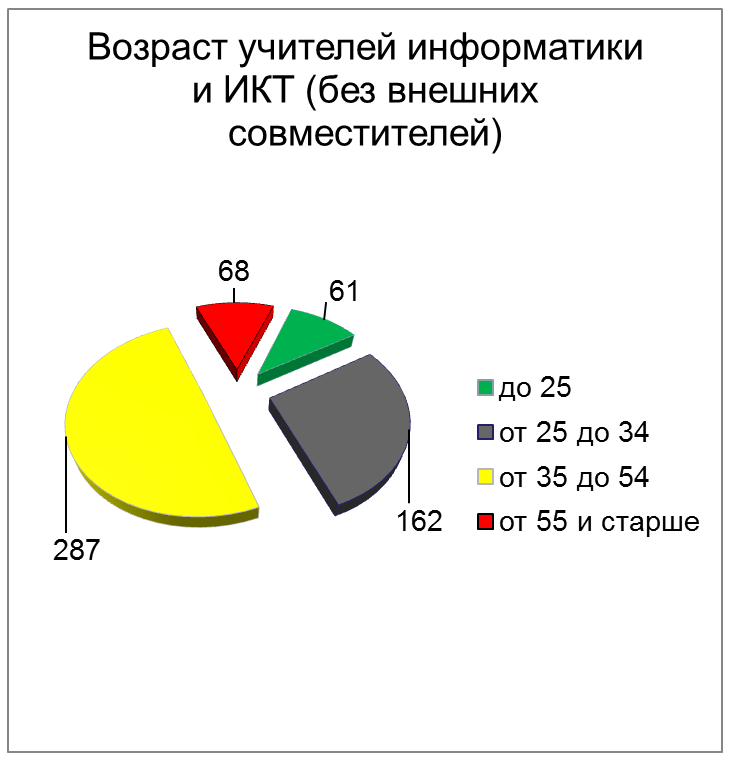 Возраст учителей информатики
и ИКТ (без внешних
совместителей)
68
61
до 25
от 25 до 34
от 35 до 54
от 55 и старше
162
287